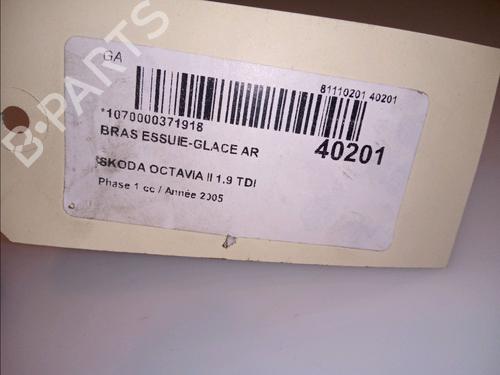 GA
81110201 40201
*1070000371918
BRAS ESSUIE-GLACE AR
40201
SKODA OCTAVIA II 1.9 TDI
Phase 1 cc / Année 2005
B-PARTS